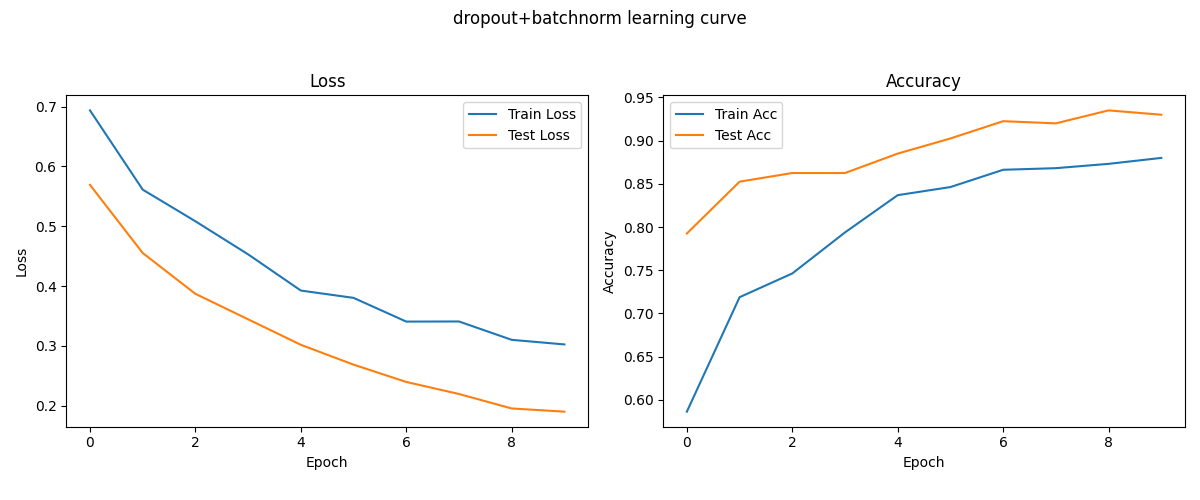 dropout+batchnorm learning curve
Loss
Train Loss
Test Loss
0.7
0.6
0.5
0.4
0.3
0.2
Loss
0 2 4 6 8
Epoch
Accuracy
Train Acc
Test Acc
0.95
0.90
0.85
0.80
0.75
0.70
0.65
0.60
Accuracy
0 2 4 6 8
Epoch